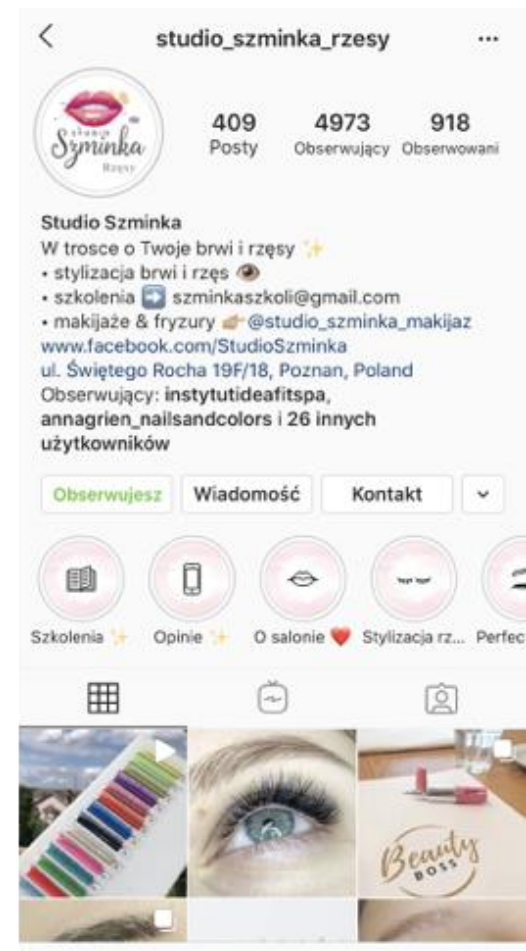 studio_szminka_rzesy
studio
Szminka
Rzęsy
409 4973 918
Posty Obserwujący Obserwowani
Studio Szminka
W trosce o Twoje brwi i rzęsy ✨
• stylizacja brwi i rzęs 👁
• szkolenia ➡️ szminkaszkoli@gmail.com
• makijaże & fryzury 👉🏼 @studio_szminka_makijaz
www.facebook.com/StudioSzminka
ul. Świętego Rocha 19F/18, Poznan, Poland
Obserwujący: instytutideafitspa,
annagrien_nailsandcolors i 26 innych
użytkowników
Obserwujesz Wiadomość Kontakt
Szkolenia ✨ Opinie ✨ O salonie ❤️ Stylizacja rz... Perfec
Beauty
BOSS